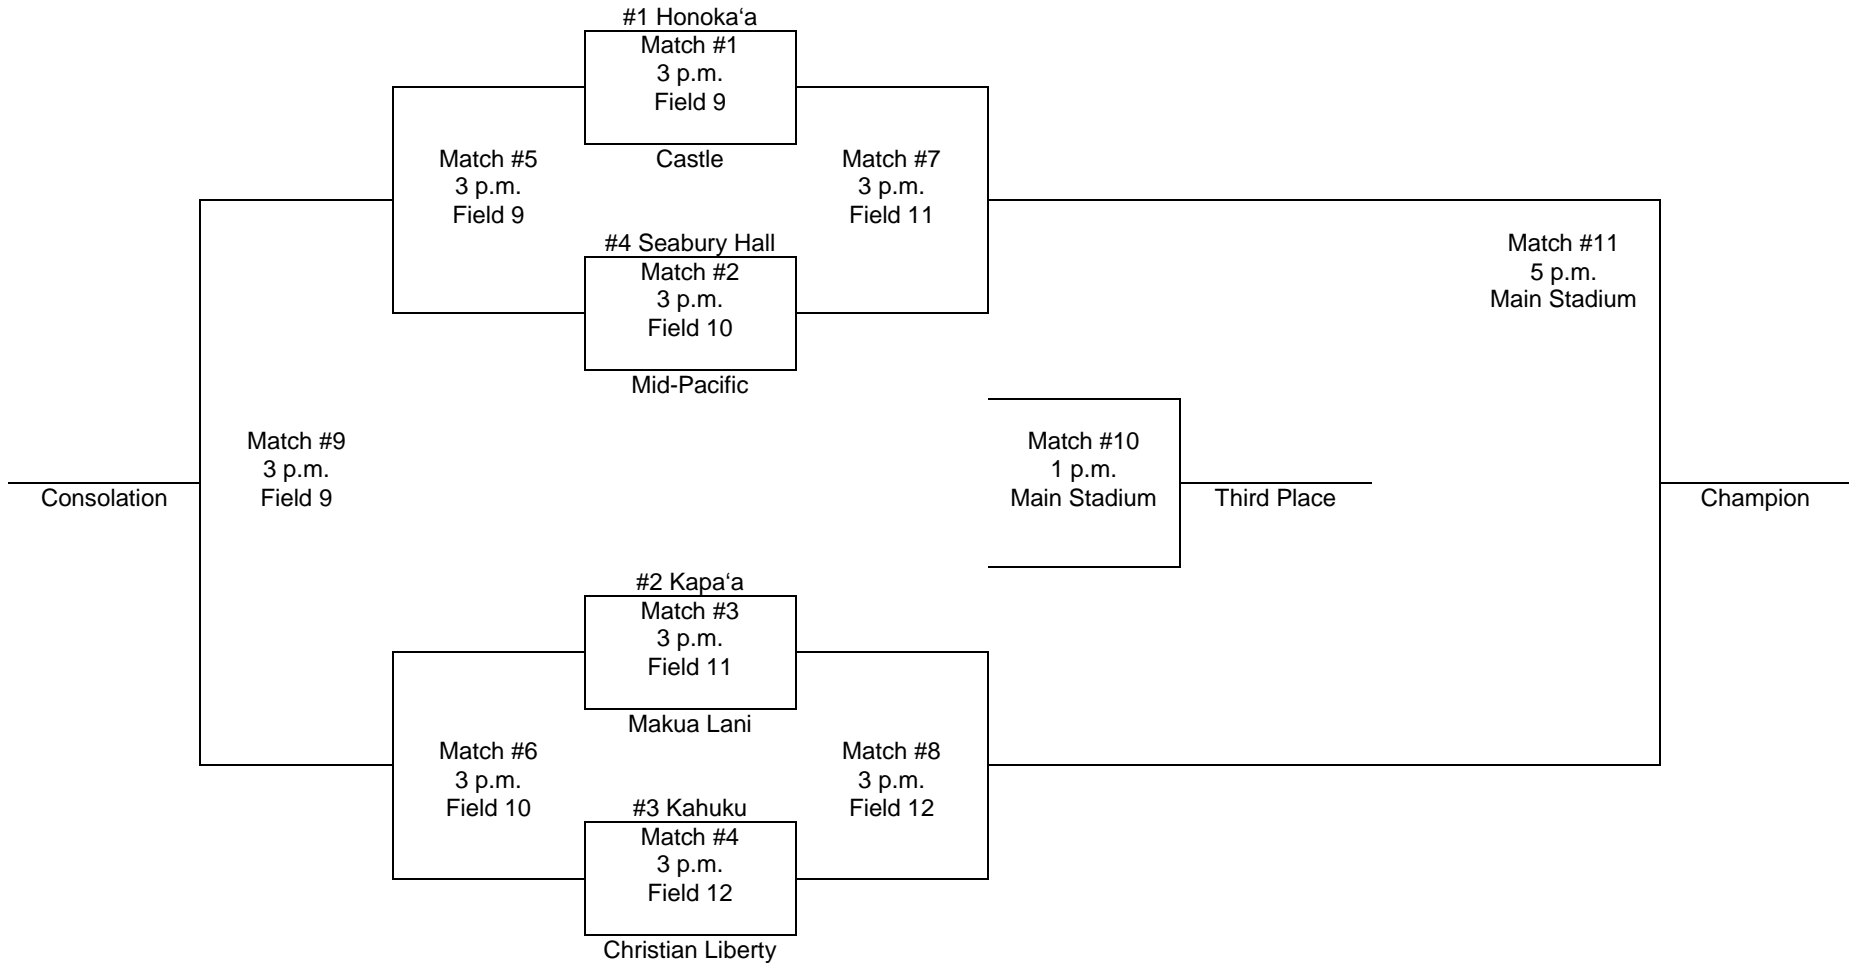 #1 Honoka‘a
Match #1
3 p.m.
Field 9
Castle
Match #5
3 p.m.
Field 9
Match #7
3 p.m.
Field 11
#4 Seabury Hall
Match #2
3 p.m.
Field 10
Mid-Pacific
Match #11
5 p.m.
Main Stadium
Match #9
3 p.m.
Field 9
Consolation
Match #10
1 p.m.
Main Stadium
Third Place
Champion
#2 Kapa‘a
Match #3
3 p.m.
Field 11
Makua Lani
Match #6
3 p.m.
Field 10
Match #8
3 p.m.
Field 12
#3 Kahuku
Match #4
3 p.m.
Field 12
Christian Liberty